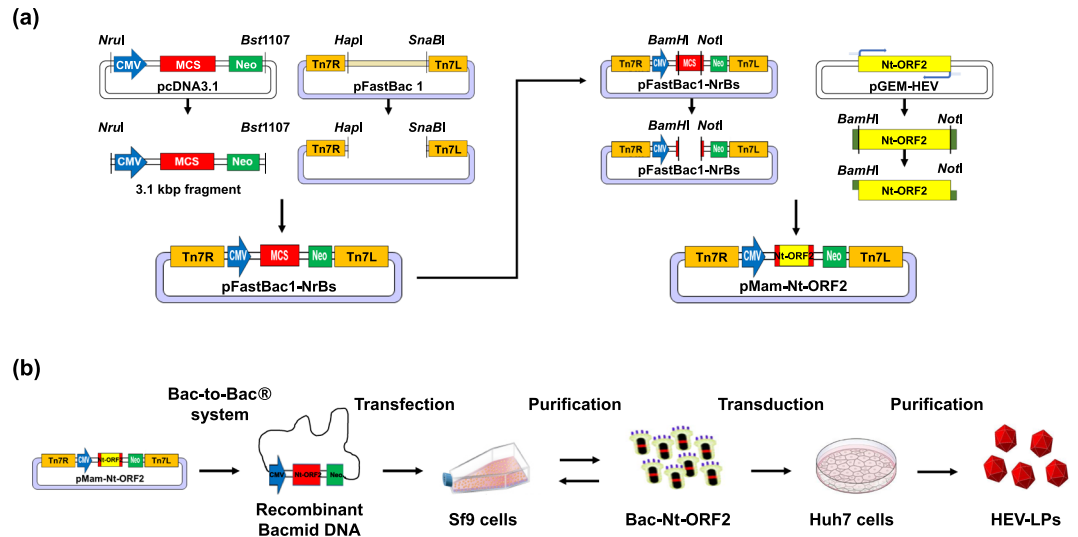 (a)
NruI
Bst1107
CMV
MCS
Neo
pcDNA3.1
NruI
Bst1107
CMV
MCS
Neo
3.1 kbp fragment
HapI
SnaBI
Tn7R
Tn7L
pFastBac 1
HapI
SnaBI
Tn7R
Tn7L
Tn7R
CMV
MCS
Neo
Tn7L
pFastBac1-NrBs
BamHI
NotI
Tn7R
CMV
MCS
Neo
Tn7L
pFastBac1-NrBs
BamHI
NotI
Tn7R
CMV
Neo
Tn7L
pFastBac1-NrBs
Nt-ORF2
pGEM-HEV
BamHI
NotI
Nt-ORF2
BamHI
NotI
Nt-ORF2
Tn7R
CMV
Nt-ORF2
Neo
Tn7L
pMam-Nt-ORF2
(b)
Bac-to-Bac®
system
Transfection
Purification
Transduction
Purification
Tn7R
CMV
Nt-ORF
Neo
Tn7L
pMam-Nt-ORF2
CMV
Nt-ORF2
Neo
Recombinant
Bacmid DNA
Sf9 cells
Bac-Nt-ORF2
Huh7 cells
HEV-LPs